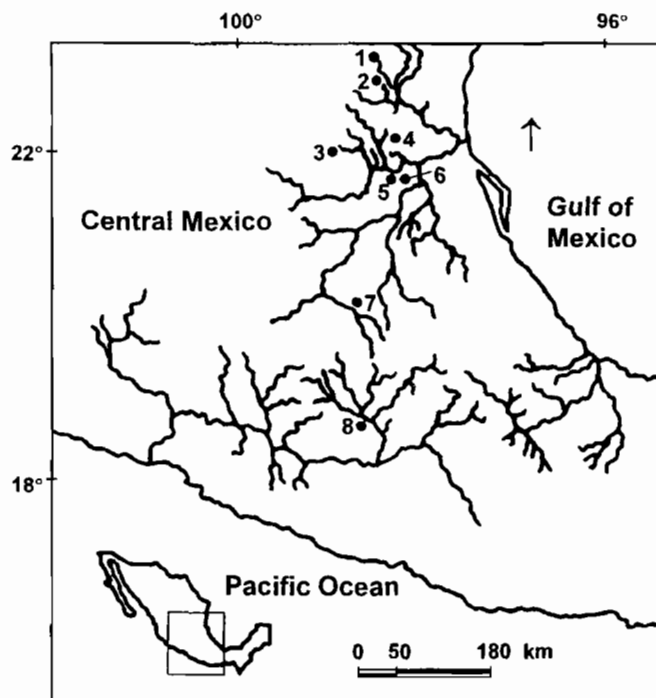 100° 96°
1
2
22° 3 4
5 6
Central Mexico
Gulf of
Mexico
7
8
18°
Pacific Ocean
0 50 180 km